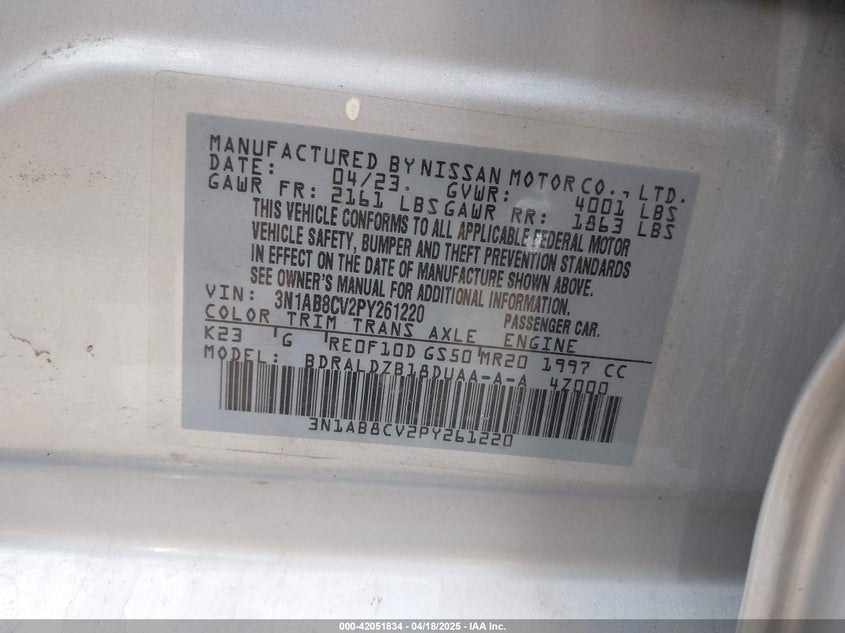 MANUFACTURED BY NISSAN MOTOR CO., LTD.
DATE: 04/23. GVWR: 4001 LBS
GAWR FR: 2161 LBS GAWR RR: 1863 LBS
THIS VEHICLE CONFORMS TO ALL APPLICABLE FEDERAL MOTOR
VEHICLE SAFETY, BUMPER AND THEFT PREVENTION STANDARDS
IN EFFECT ON THE DATE OF MANUFACTURE SHOWN ABOVE.
SEE OWNER'S MANUAL FOR ADDITIONAL INFORMATION.
VIN: 3N1AB8CV2PY261220 PASSENGER CAR.
COLOR TRIM TRANS AXLE ENGINE
K23 G RE0F10D GS50 MR20 1997 CC
MODEL: BDRALDZB18DUAA-A-A 4Z000
3N1AB8CV2PY261220
000-42051834 | 04/18/2025 - IAA Inc.